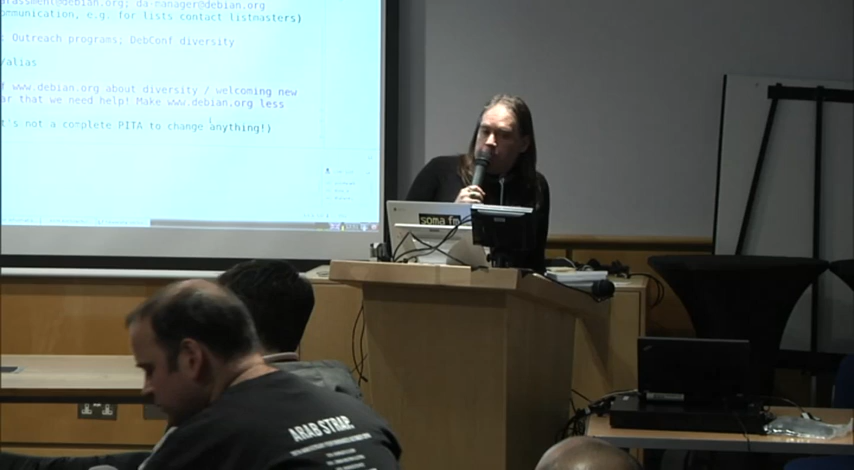 arassment@debian.org; da-manager@debian.org
mmunication, e.g. for lists contact listmasters)
: Outreach programs; DebConf diversity
/alias
f www.debian.org about diversity / welcoming new
ar that we need help! Make www.debian.org less
t's not a complete PITA to change anything!)
soma fm
ARAB STRAP